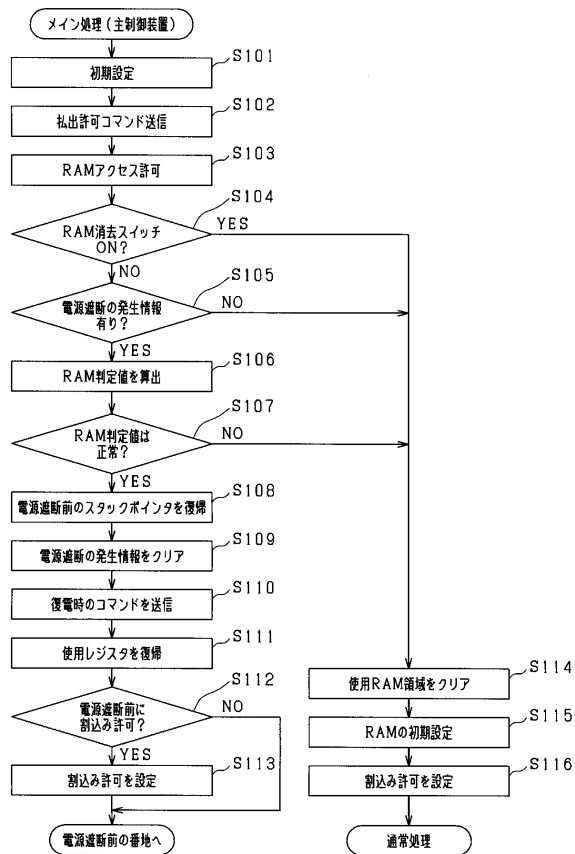 メイン処理（主制御装置）
S101
初期設定
S102
払出許可コマンド送信
S103
RAMアクセス許可
S104
RAM消去スイッチ
ON？
YES
NO
S105
電源遮断の発生情報
有り？
NO
YES
S106
RAM判定値を算出
S107
RAM判定値は
正常？
NO
YES
S108
電源遮断前のスタックポインタを復帰
S109
電源遮断の発生情報をクリア
S110
復電時のコマンドを送信
S111
使用レジスタを復帰
S112
電源遮断前に
割込み許可？
NO
YES
S113
割込み許可を設定
電源遮断前の番地へ
S114
使用RAM領域をクリア
S115
RAMの初期設定
S116
割込み許可を設定
通常処理